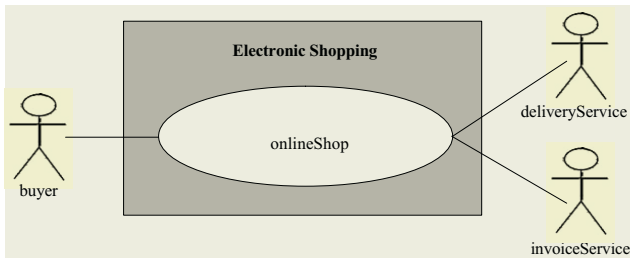 Electronic Shopping
onlineShop
buyer
deliveryService
invoiceService